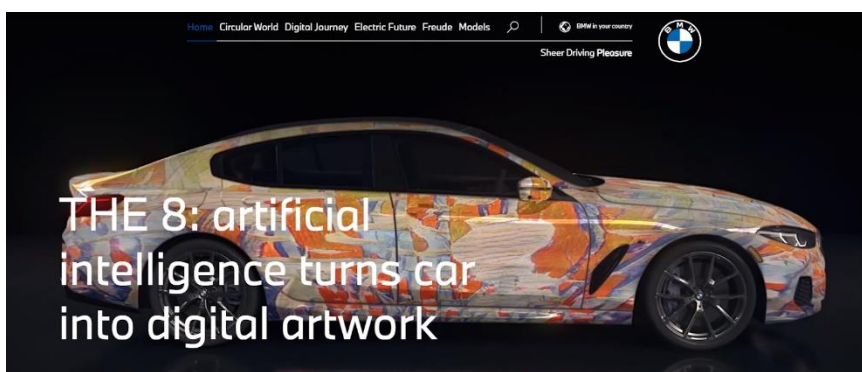 Home Circular World Digital Journey Electric Future Freude Models BMW in your country
BMW
Sheer Driving Pleasure
THE 8: artificial
intelligence turns car
into digital artwork